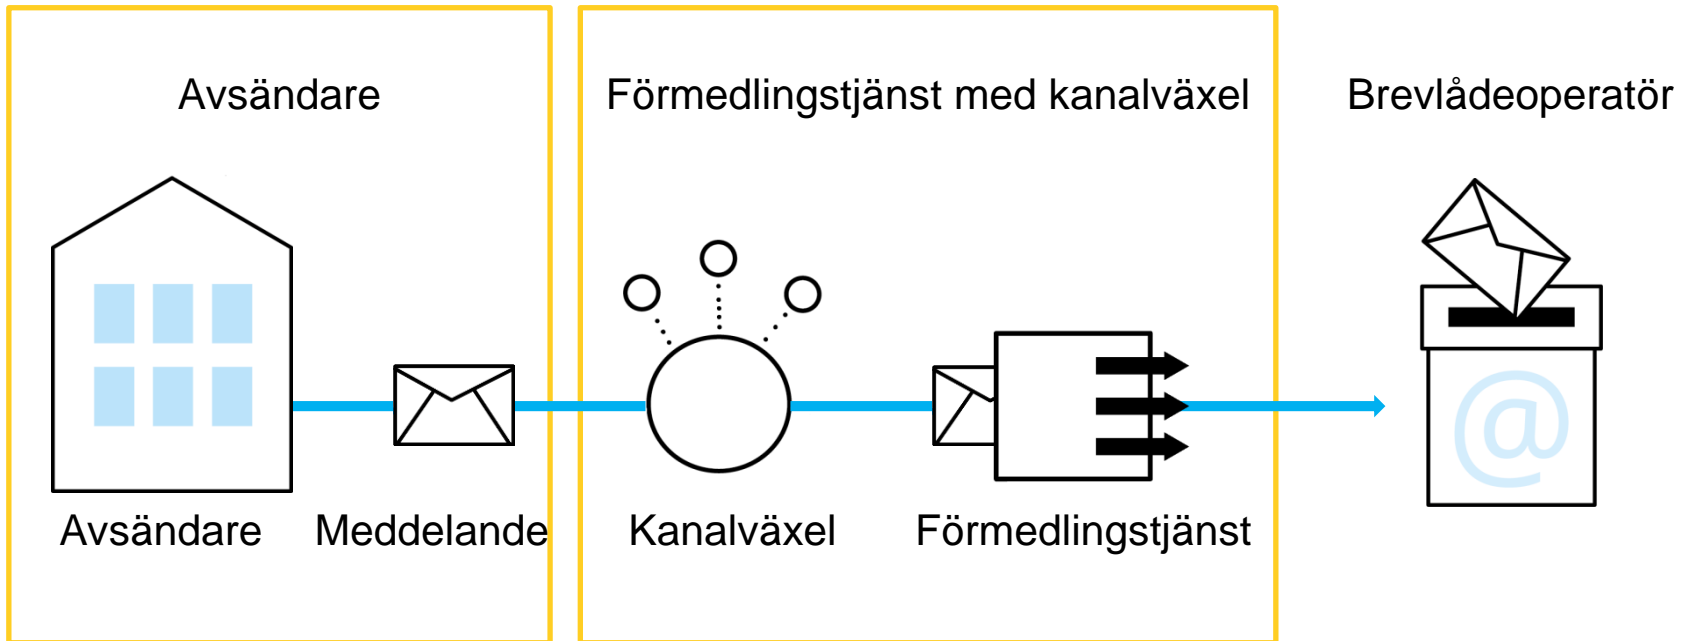 Avsändare
Förmedlingstjänst med kanalväxel
Brevlådeoperatör
@
Avsändare
Meddelande
Kanalväxel
Förmedlingstjänst